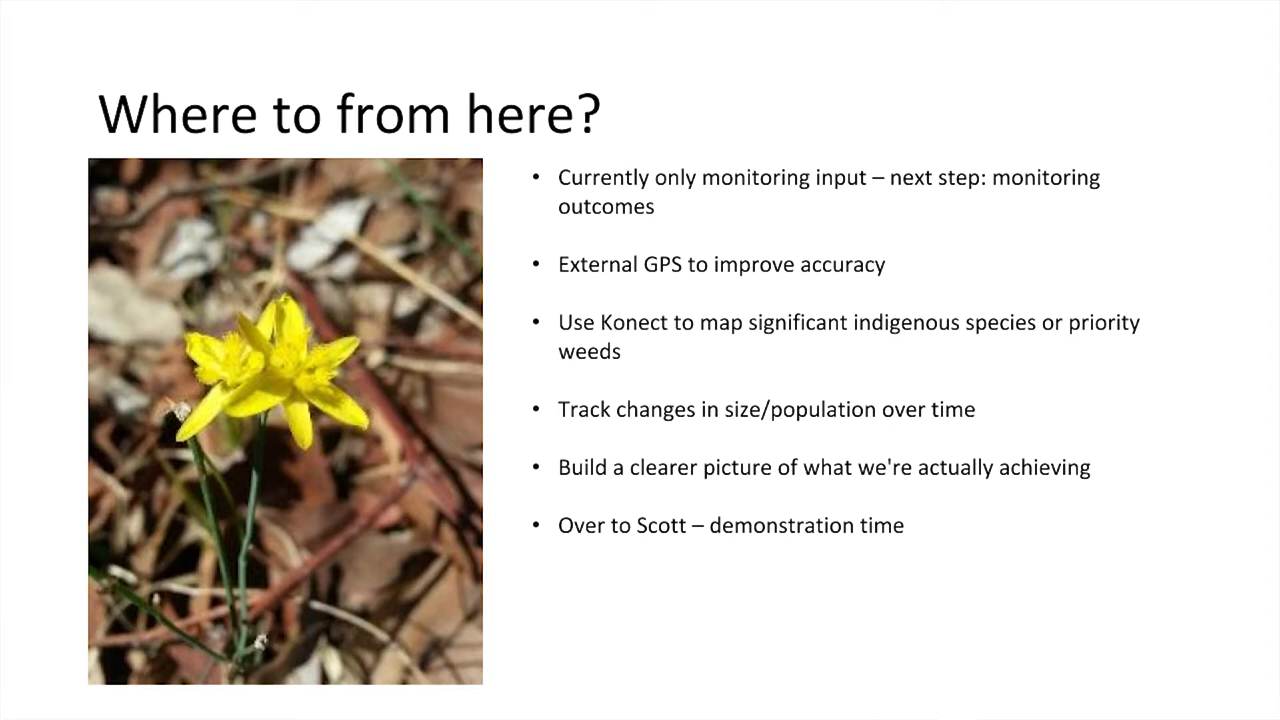 Where to from here?
• Currently only monitoring input – next step: monitoring
outcomes
• External GPS to improve accuracy
• Use Konect to map significant indigenous species or priority
weeds
• Track changes in size/population over time
• Build a clearer picture of what we're actually achieving
• Over to Scott – demonstration time